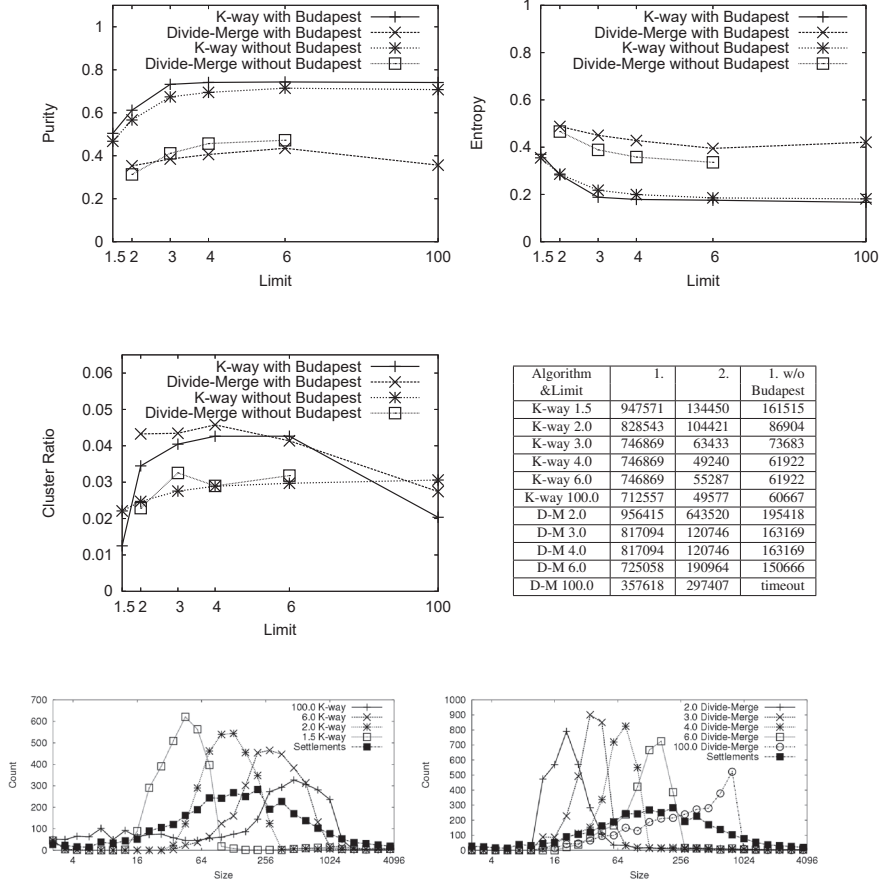 K-way with Budapest
Divide-Merge with Budapest
K-way without Budapest
Divide-Merge without Budapest
1
0.8
0.6
0.4
0.2
0
1.5 2 3 4 6 100
Purity
Limit
K-way with Budapest
Divide-Merge with Budapest
K-way without Budapest
Divide-Merge without Budapest
1
0.8
0.6
0.4
0.2
0
1.5 2 3 4 6 100
Entropy
Limit
K-way with Budapest
Divide-Merge with Budapest
K-way without Budapest
Divide-Merge without Budapest
0.06
0.05
0.04
0.03
0.02
0.01
0
1.5 2 3 4 6 100
Cluster Ratio
Limit
Algorithm 1. 2. 1. w/o
&Limit Budapest
K-way 1.5 947571 134450 161515
K-way 2.0 828543 104421 86904
K-way 3.0 746869 63433 73683
K-way 4.0 746869 49240 61922
K-way 6.0 746869 55287 61922
K-way 100.0 712557 49577 60667
D-M 2.0 956415 643520 195418
D-M 3.0 817094 120746 163169
D-M 4.0 817094 120746 163169
D-M 6.0 725058 190964 150666
D-M 100.0 357618 297407 timeout
100.0 K-way
6.0 K-way
2.0 K-way
1.5 K-way
Settlements
700
600
500
400
300
200
100
0
4 16 64 256 1024 4096
Count
Size
2.0 Divide-Merge
3.0 Divide-Merge
4.0 Divide-Merge
6.0 Divide-Merge
100.0 Divide-Merge
Settlements
1000
900
800
700
600
500
400
300
200
100
0
4 16 64 256 1024 4096
Count
Size